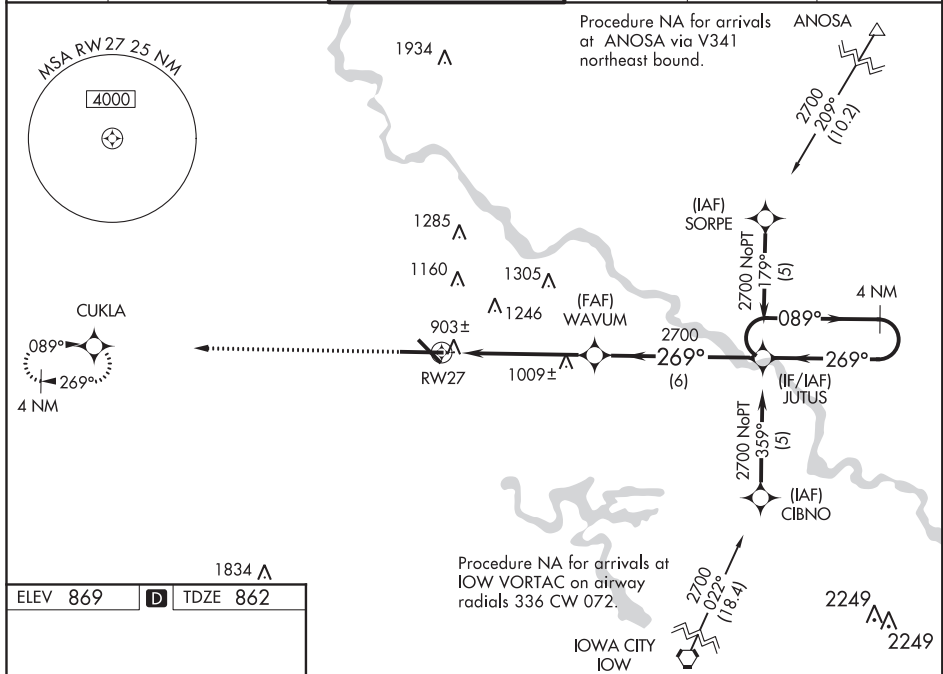 MSA RW27 25 NM
4000
1934
Procedure NA for arrivals
at ANOSA via V341
northeast bound.
ANOSA
2700
209°
(10.2)
(IAF)
SORPE
2700 NoPT
179°
(5)
4 NM
089°
269°
1285
1160
1305
1246
(FAF)
WAVUM
2700
269°
(6)
903±
RW27
1009±
(IF/IAF)
JUTUS
CUKLA
089°
269°
4 NM
2700 NoPT
359°
(5)
(IAF)
CIBNO
2700
022°
(18.4)
Procedure NA for arrivals at
IOW VORTAC on airway
radials 336 CW 072.
IOWA CITY
IOW
1834
2249
2249
ELEV 869 D TDZE 862